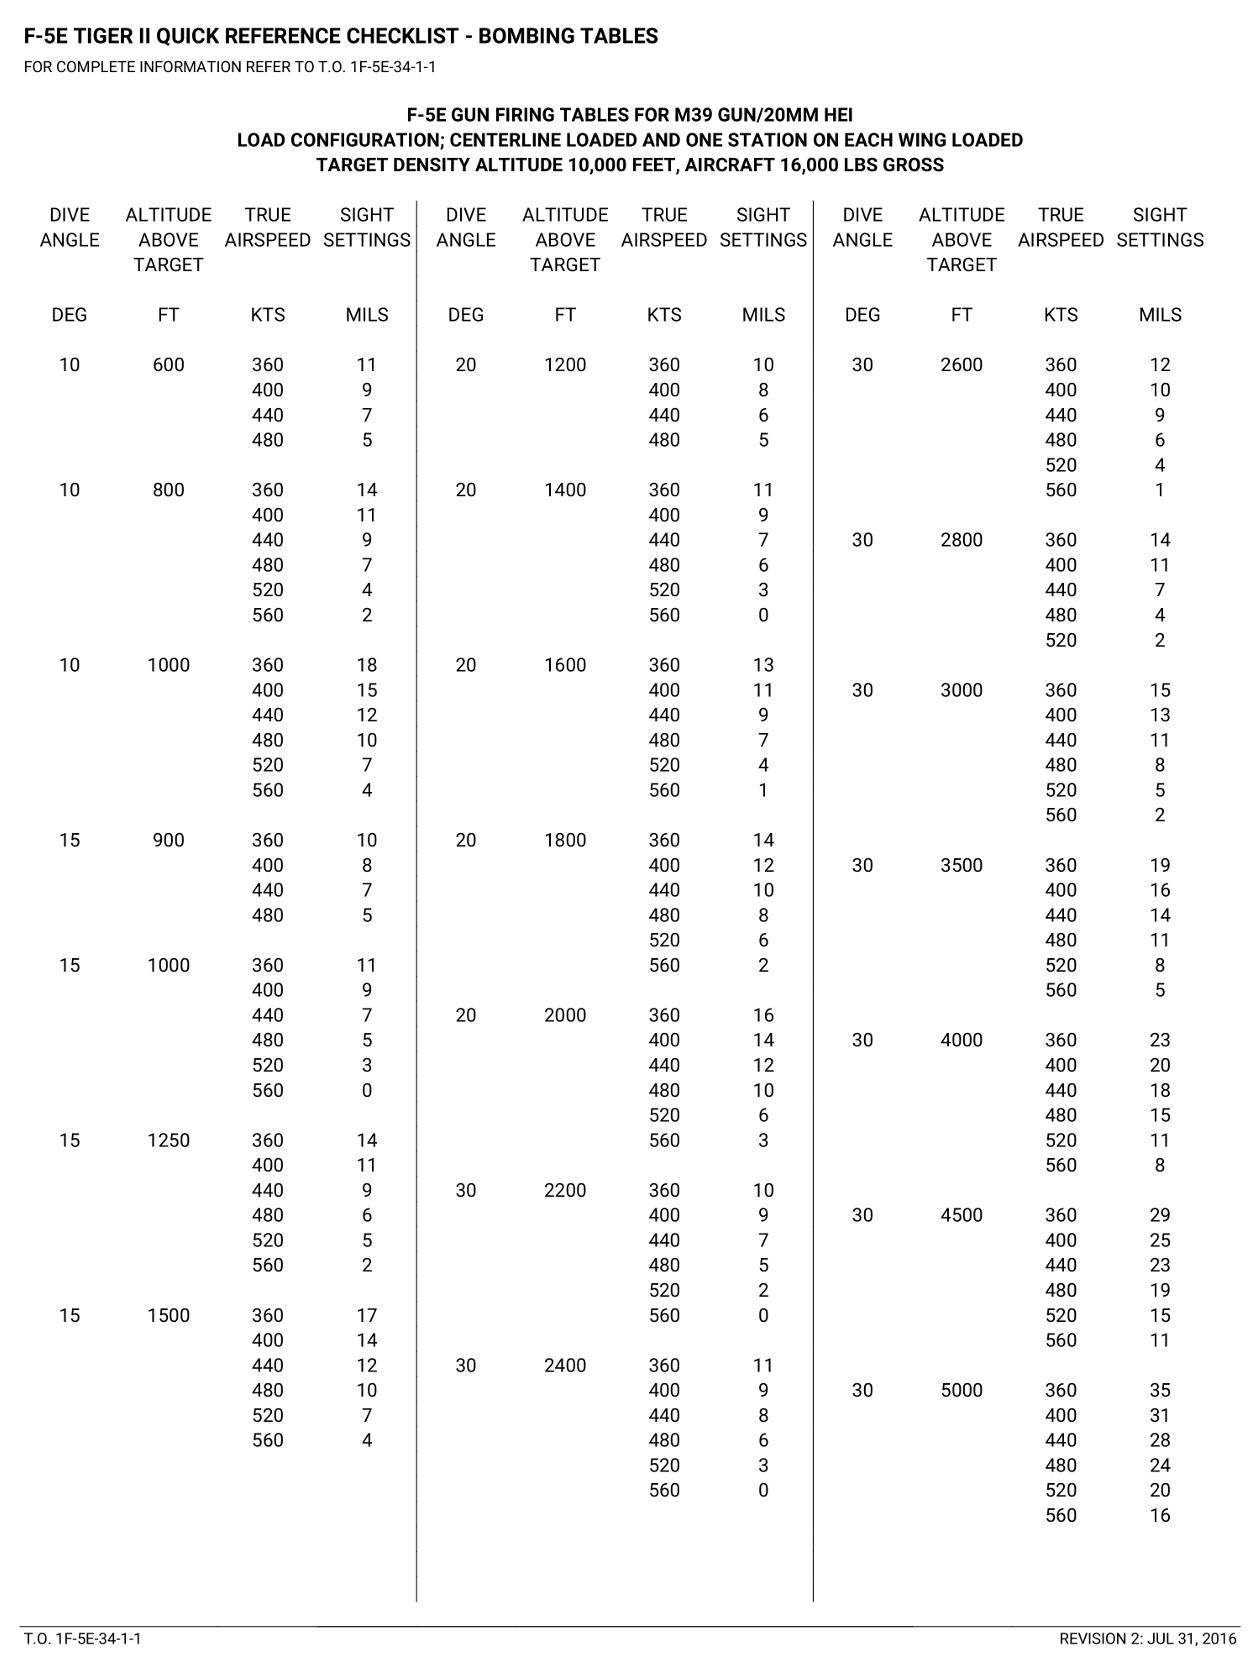 F-5E TIGER II QUICK REFERENCE CHECKLIST - BOMBING TABLES
FOR COMPLETE INFORMATION REFER TO T.O. 1F-5E-34-1-1
F-5E GUN FIRING TABLES FOR M39 GUN/20MM HEI
LOAD CONFIGURATION; CENTERLINE LOADED AND ONE STATION ON EACH WING LOADED
TARGET DENSITY ALTITUDE 10,000 FEET, AIRCRAFT 16,000 LBS GROSS
DIVE ALTITUDE TRUE SIGHT
ANGLE ABOVE AIRSPEED SETTINGS
TARGET
DEG FT KTS MILS
10 600 360 11
400 9
440 7
480 5
10 800 360 14
400 11
440 9
480 7
520 4
560 2
10 1000 360 18
400 15
440 12
480 10
520 7
560 4
15 900 360 10
400 8
440 7
480 5
15 1000 360 11
400 9
440 7
480 5
520 3
560 0
15 1250 360 14
400 11
440 9
480 6
520 5
560 2
15 1500 360 17
400 14
440 12
480 10
520 7
560 4
DIVE ALTITUDE TRUE SIGHT
ANGLE ABOVE AIRSPEED SETTINGS
TARGET
DEG FT KTS MILS
20 1200 360 10
400 8
440 6
480 5
20 1400 360 11
400 9
440 7
480 6
520 3
560 0
20 1600 360 13
400 11
440 9
480 7
520 4
560 1
20 1800 360 14
400 12
440 10
480 8
520 6
560 2
20 2000 360 16
400 14
440 12
480 10
520 6
560 3
30 2200 360 10
400 9
440 7
480 5
520 2
560 0
30 2400 360 11
400 9
440 8
480 6
520 3
560 0
DIVE ALTITUDE TRUE SIGHT
ANGLE ABOVE AIRSPEED SETTINGS
TARGET
DEG FT KTS MILS
30 2600 360 12
400 10
440 9
480 6
520 4
560 1
30 2800 360 14
400 11
440 7
480 4
520 2
30 3000 360 15
400 13
440 11
480 8
520 5
560 2
30 3500 360 19
400 16
440 14
480 11
520 8
560 5
30 4000 360 23
400 20
440 18
480 15
520 11
560 8
30 4500 360 29
400 25
440 23
480 19
520 15
560 11
30 5000 360 35
400 31
440 28
480 24
520 20
560 16
T.O. 1F-5E-34-1-1
REVISION 2: JUL 31, 2016